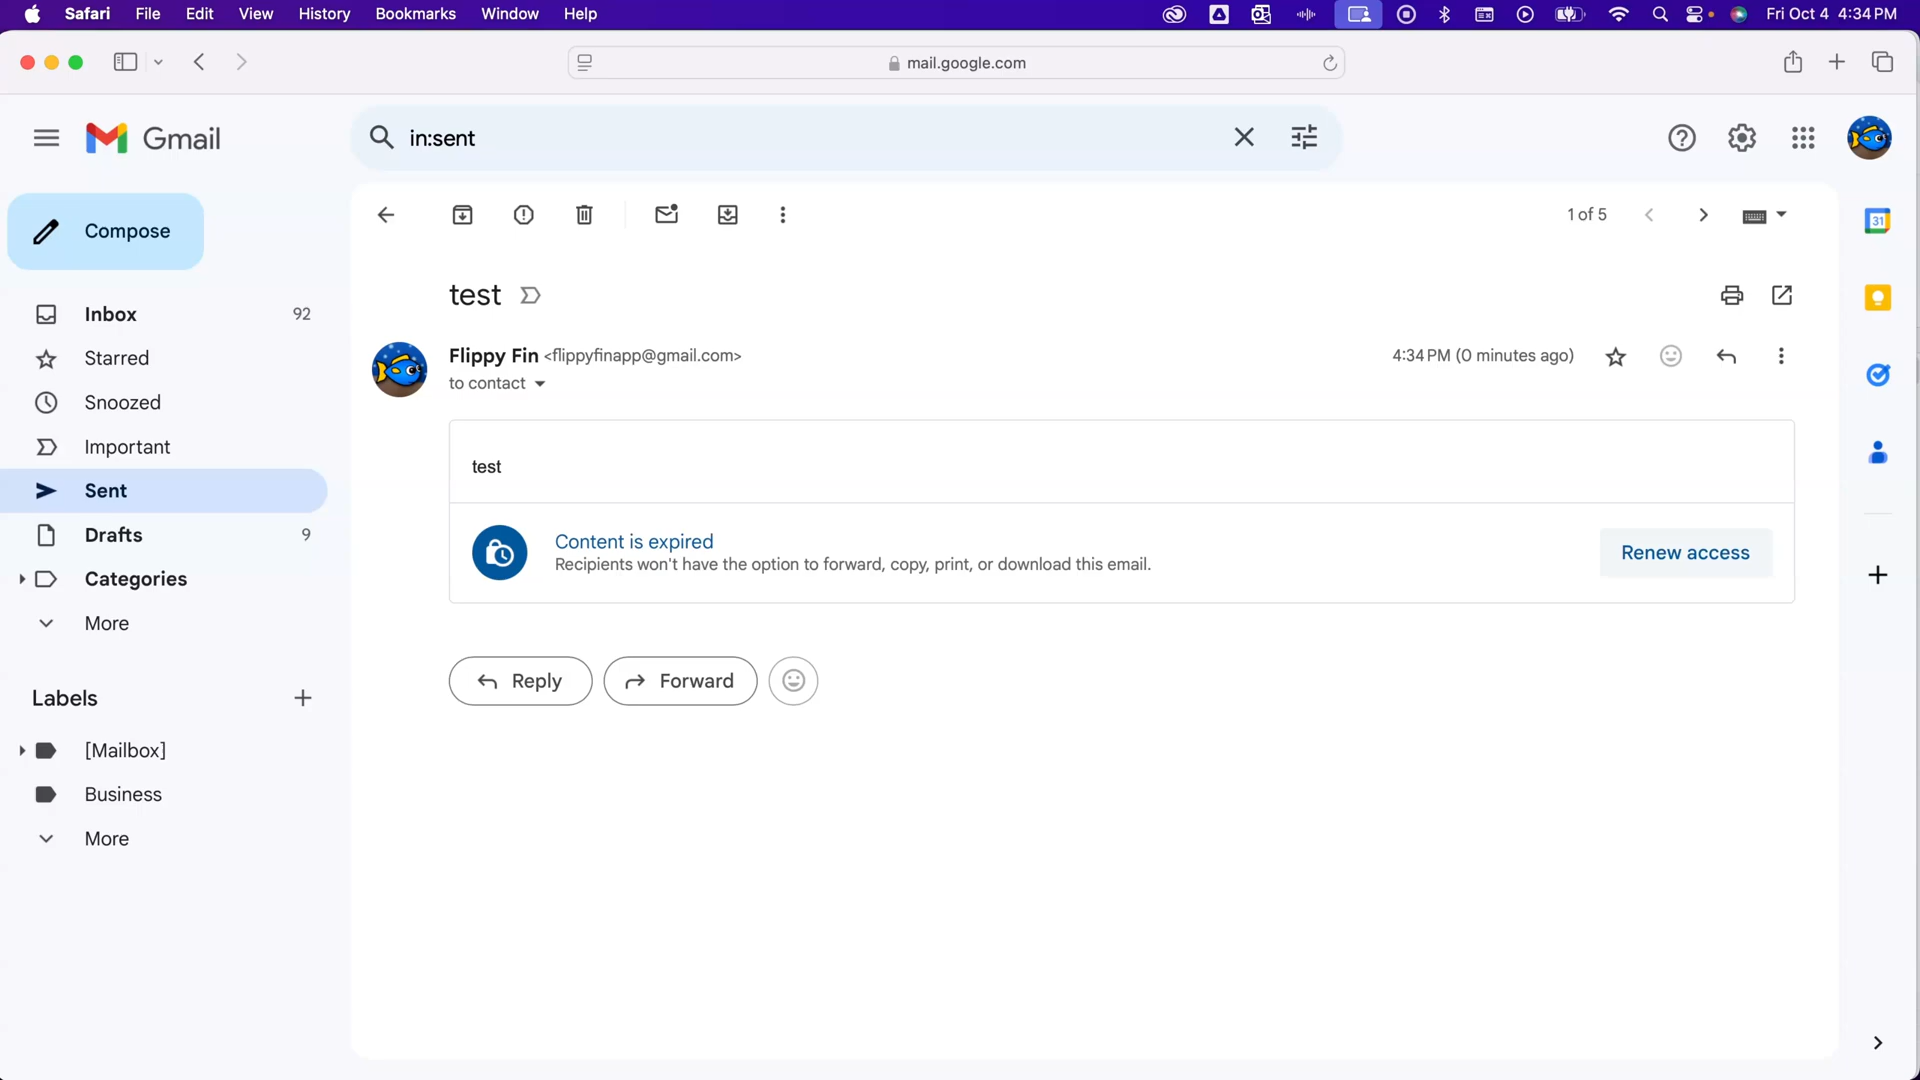 Safari File Edit View History Bookmarks Window Help Fri Oct 4 4:34 PM
mail.google.com
Gmail
in:sent
Compose
1 of 5
31
test
Inbox 92
Starred
Snoozed
Important
Sent
Drafts 9
Categories
More
Labels
[Mailbox]
Business
More
Flippy Fin <flippyfinapp@gmail.com>
4:34 PM (0 minutes ago)
to contact
test
Content is expired
Recipients won't have the option to forward, copy, print, or download this email.
Renew access
Reply
Forward